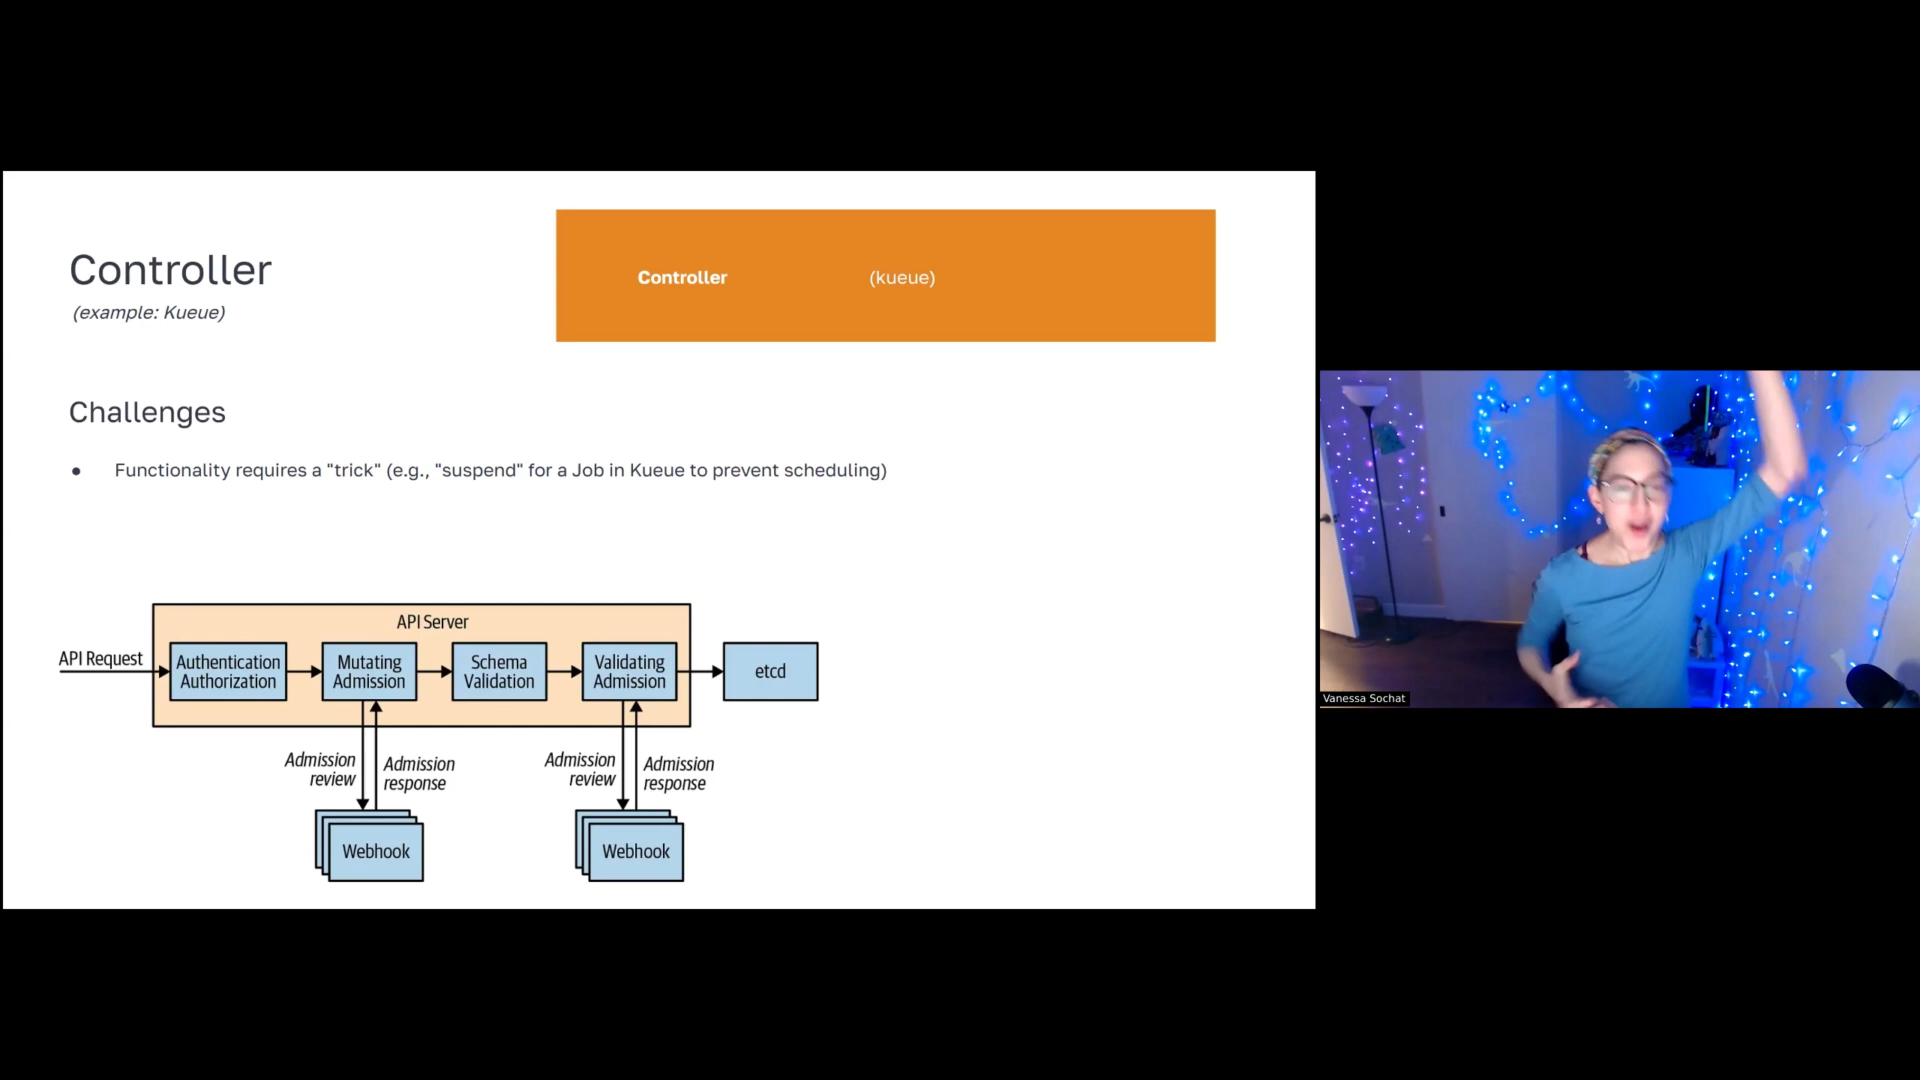 Controller
(example: Kueue)
Controller
(kueue)
Challenges
● Functionality requires a "trick" (e.g., "suspend" for a Job in Kueue to prevent scheduling)
API Server
API Request
Authentication
Authorization
Mutating
Admission
Schema
Validation
Validating
Admission
etcd
Admission
review
Admission
response
Admission
review
Admission
response
Webhook
Webhook
Vanessa Sochat